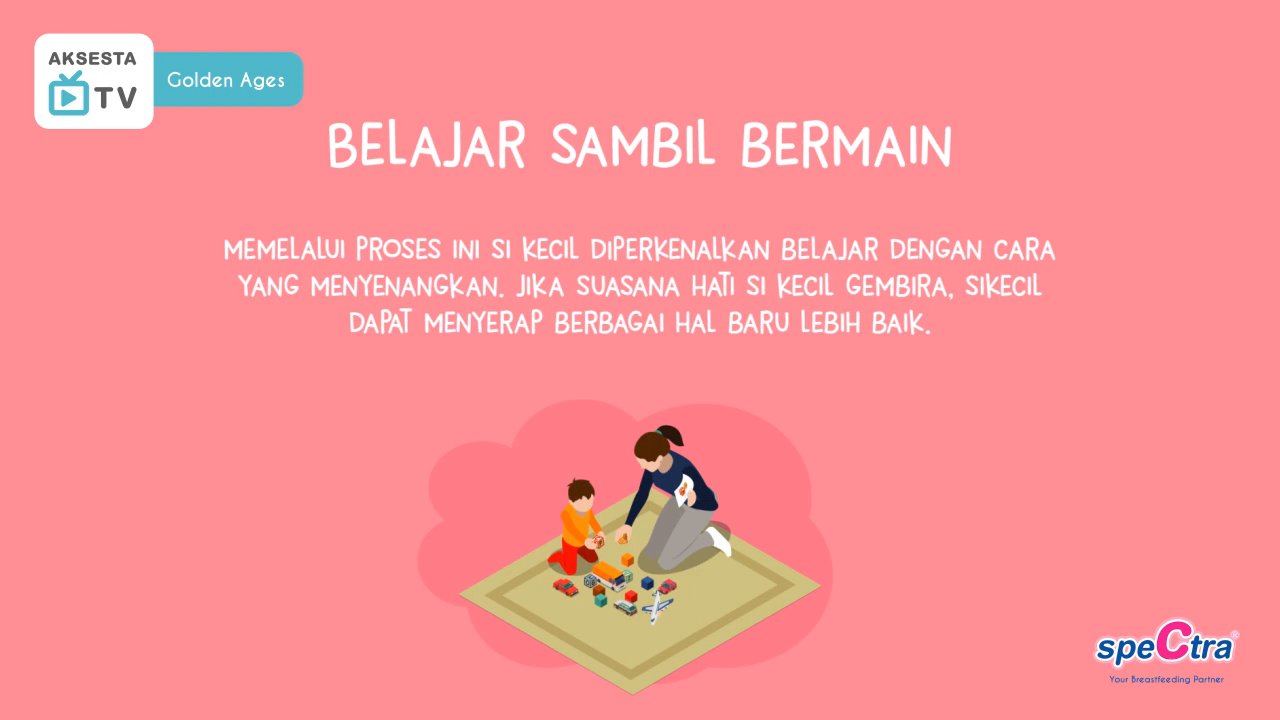 AKSESTA
TV
Golden Ages
BELAJAR SAMBIL BERMAIN
MEMELALUI PROSES INI SI KECIL DIPERKENALKAN BELAJAR DENGAN CARA
YANG MENYENANGKAN. JIKA SUASANA HATI SI KECIL GEMBIRA, SIKECIL
DAPAT MENYERAP BERBAGAI HAL BARU LEBIH BAIK.
speCtra®
Your Breastfeeding Partner